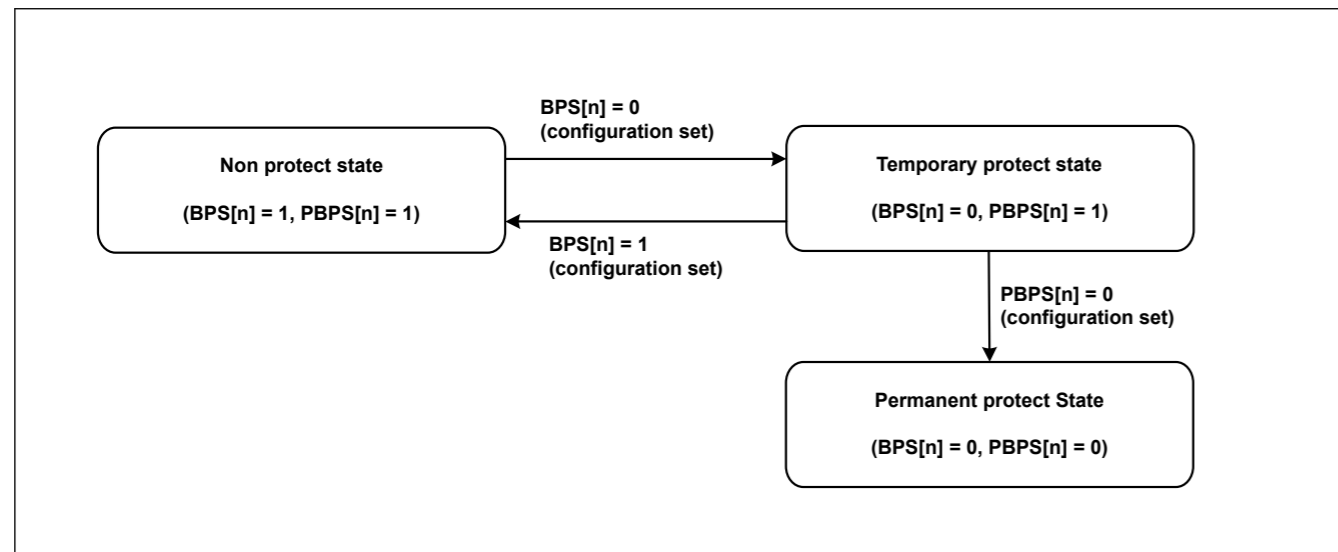 BPS[n] = 0
(configuration set)
Non protect state
(BPS[n] = 1, PBPS[n] = 1)
Temporary protect state
(BPS[n] = 0, PBPS[n] = 1)
BPS[n] = 1
(configuration set)
PBPS[n] = 0
(configuration set)
Permanent protect State
(BPS[n] = 0, PBPS[n] = 0)